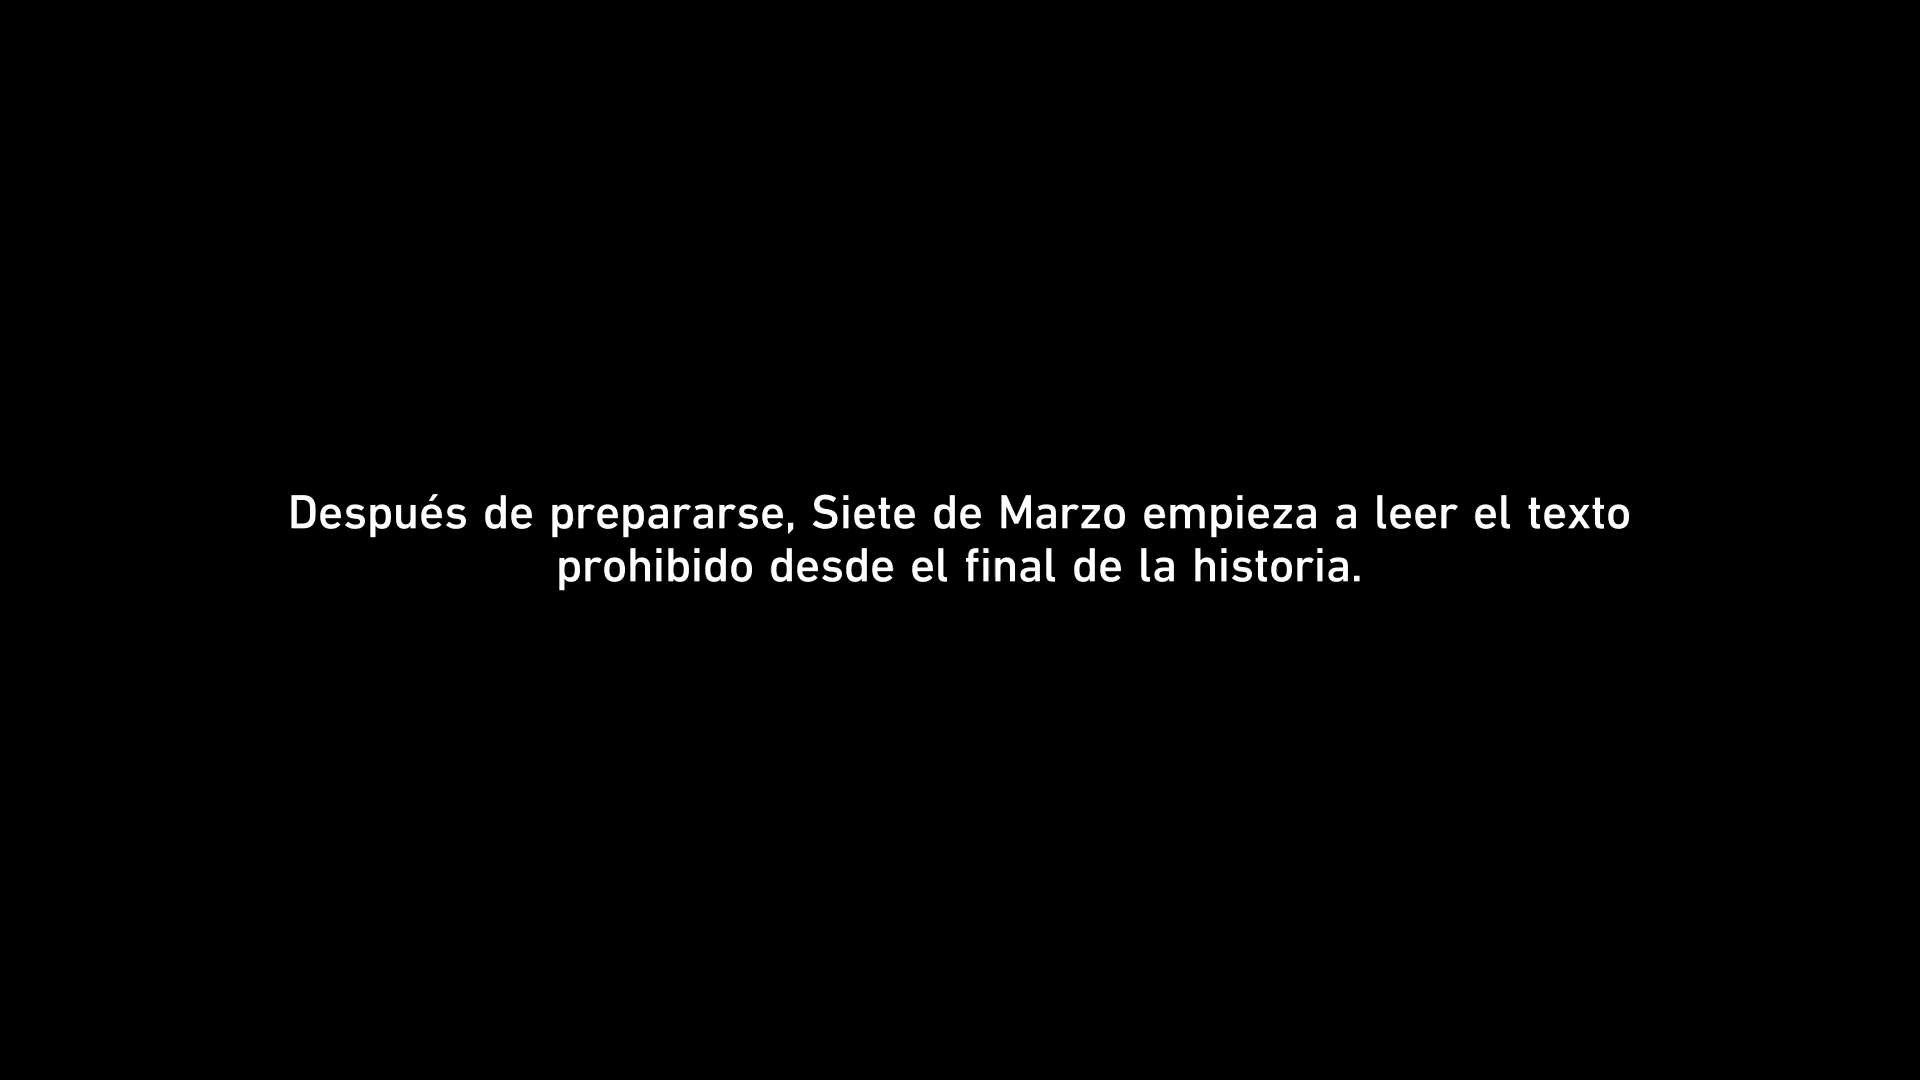 Después de prepararse, Siete de Marzo empieza a leer el texto
prohibido desde el final de la historia.